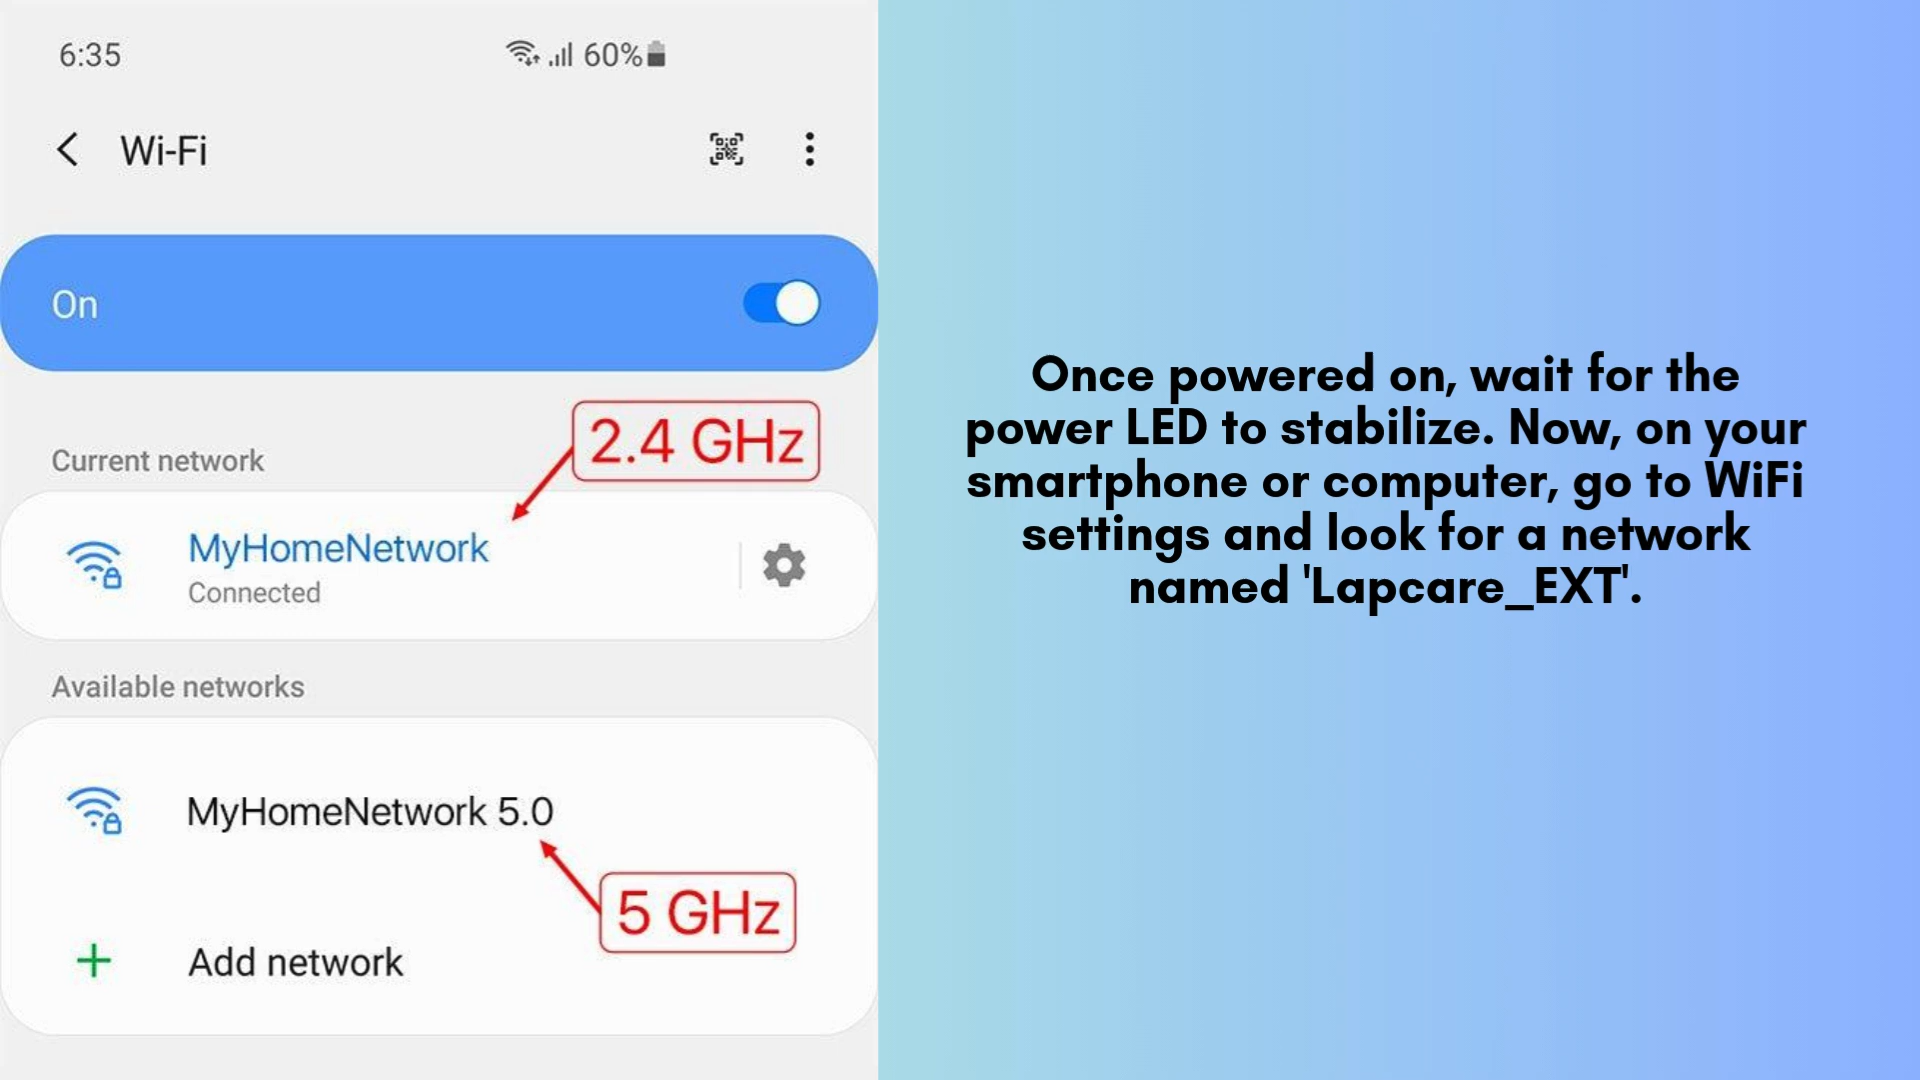 6:35
60%
Wi-Fi
On
2.4 GHz
Current network
MyHomeNetwork
Connected
Available networks
MyHomeNetwork 5.0
5 GHz
Add network
Once powered on, wait for the
power LED to stabilize. Now, on your
smartphone or computer, go to WiFi
settings and look for a network
named 'Lapcare_EXT'.